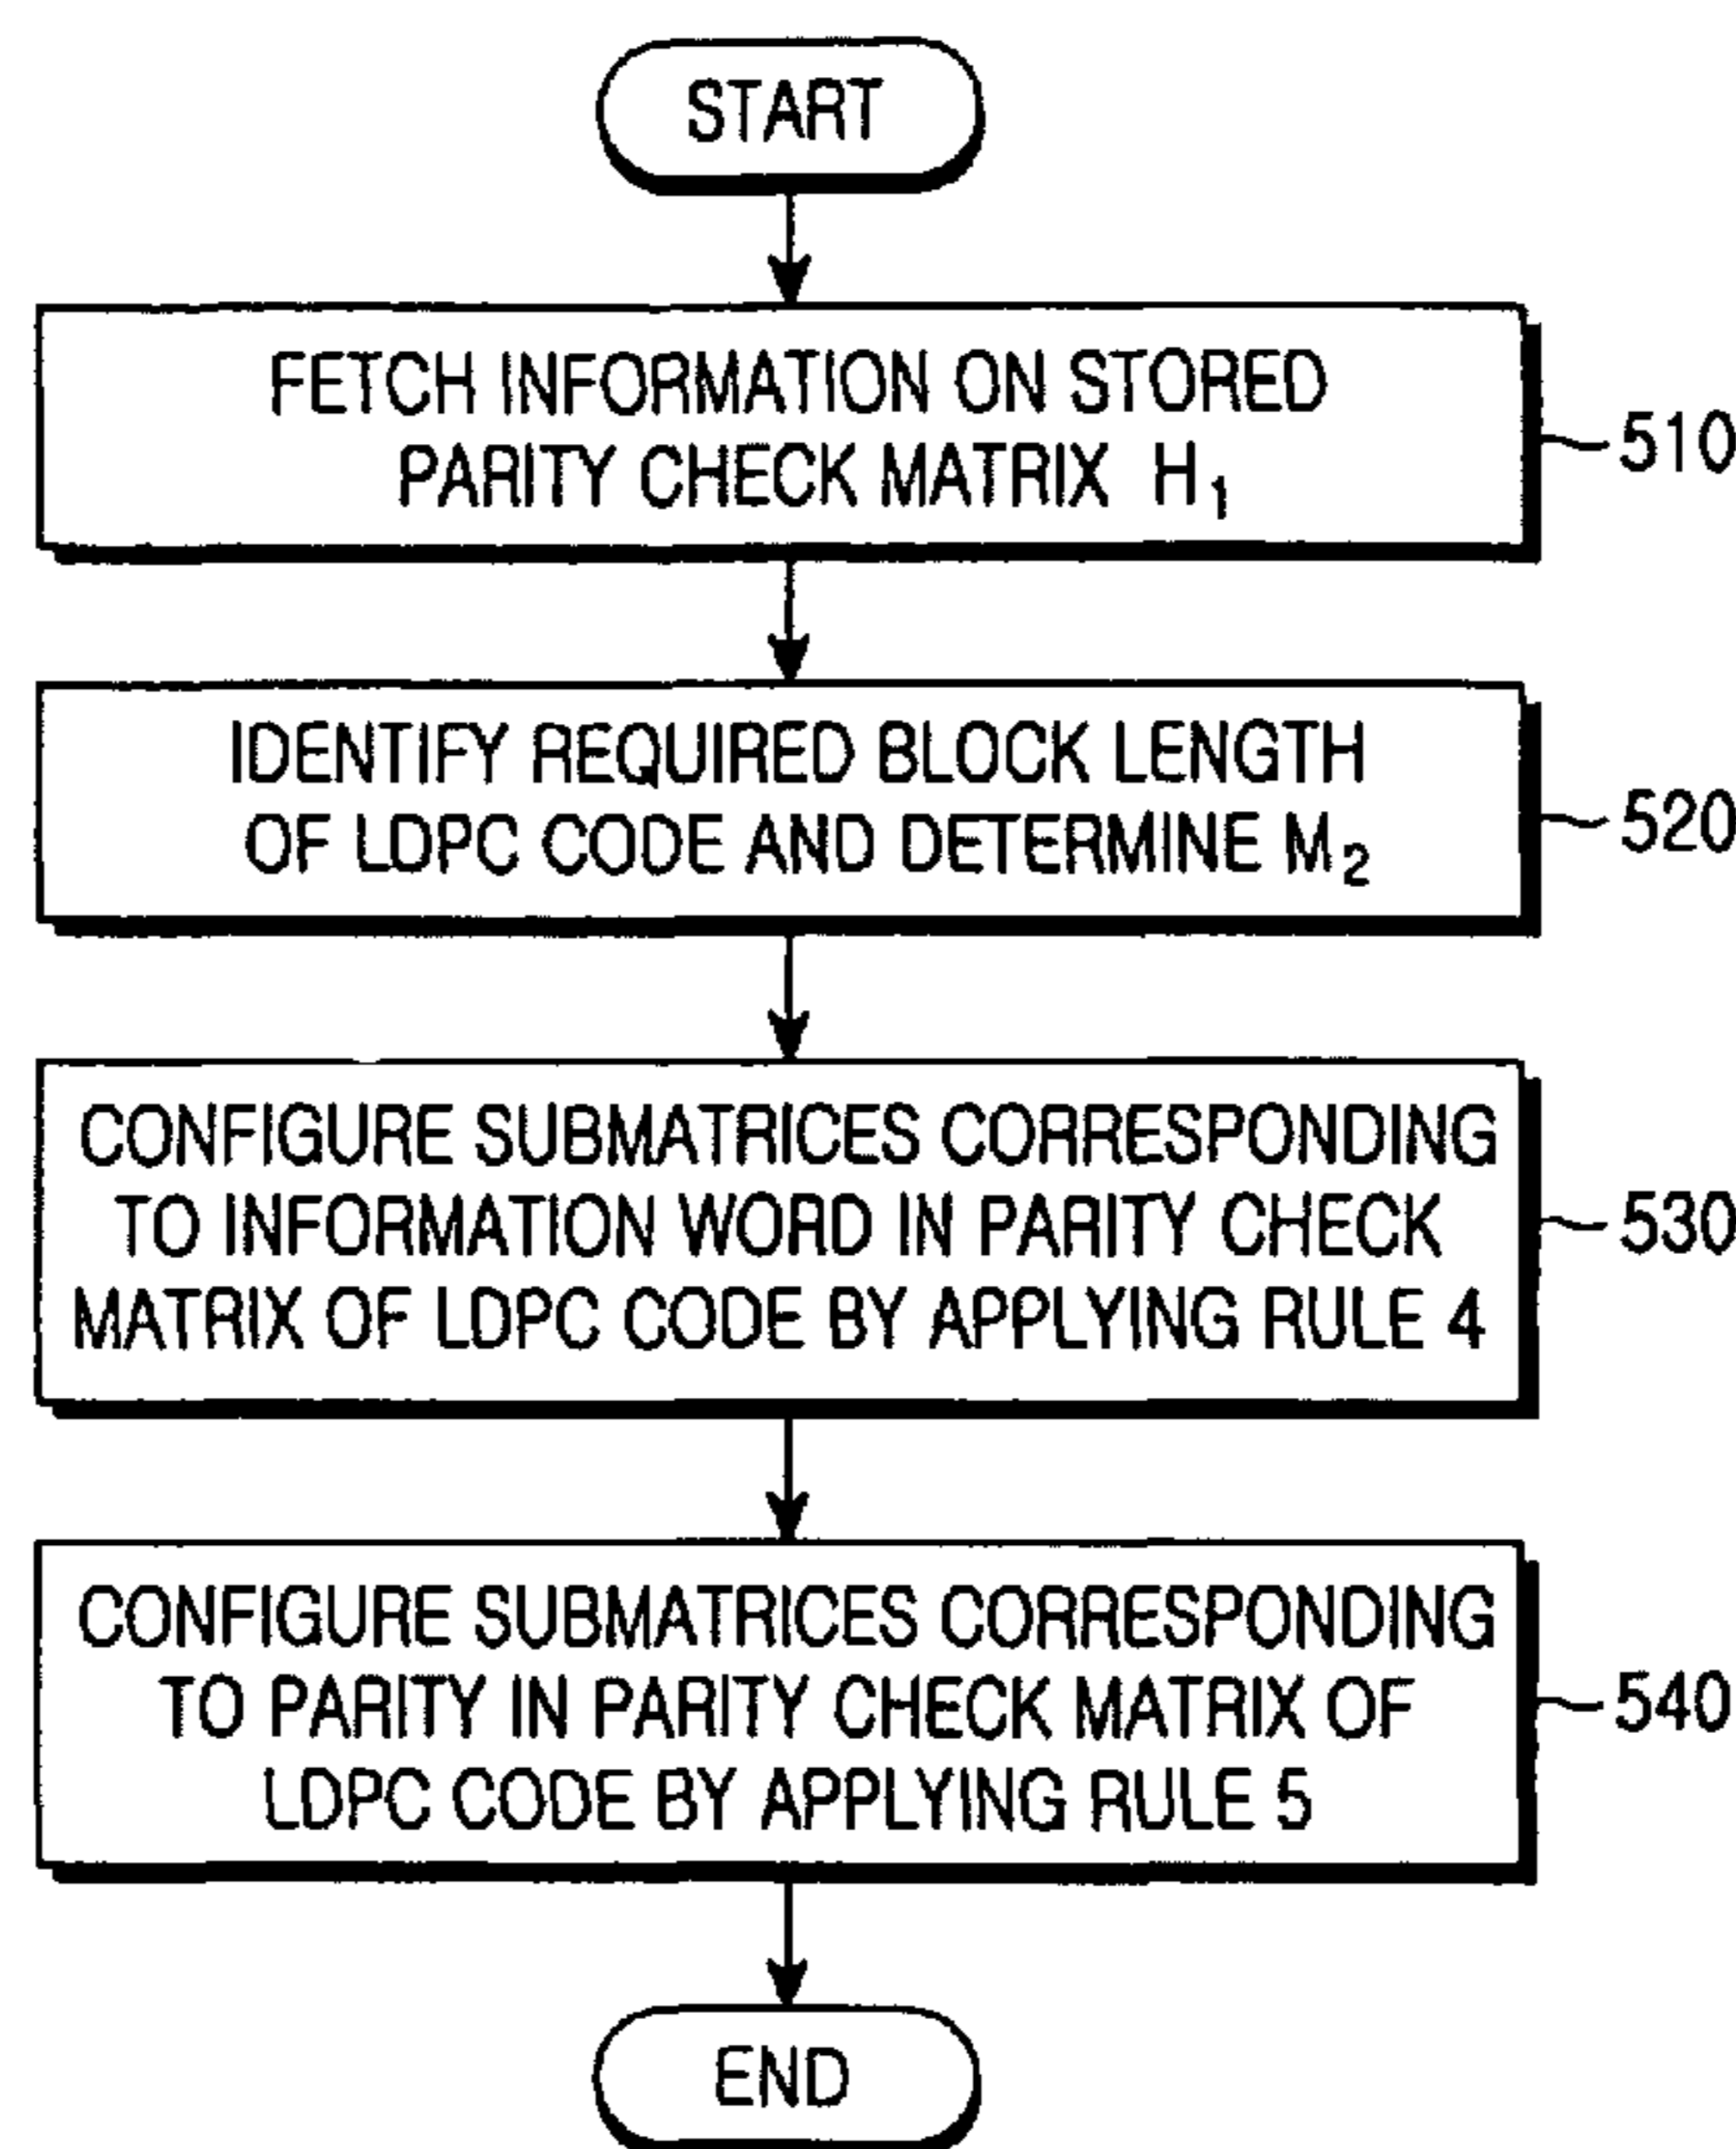 START
FETCH INFORMATION ON STORED
PARITY CHECK MATRIX H₁
510
IDENTIFY REQUIRED BLOCK LENGTH
OF LDPC CODE AND DETERMINE M₂
520
CONFIGURE SUBMATRICES CORRESPONDING
TO INFORMATION WORD IN PARITY CHECK
MATRIX OF LDPC CODE BY APPLYING RULE 4
530
CONFIGURE SUBMATRICES CORRESPONDING
TO PARITY IN PARITY CHECK MATRIX OF
LDPC CODE BY APPLYING RULE 5
540
END